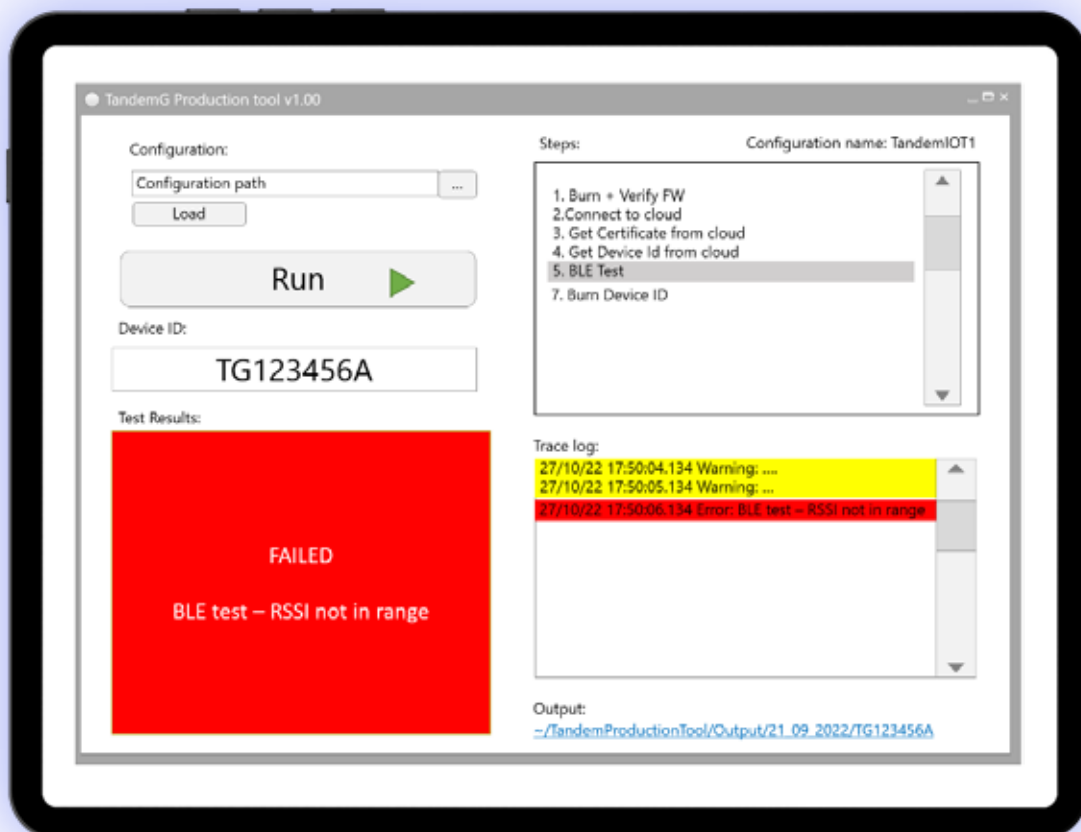 TandemG Production tool v1.00
Configuration:
Configuration path
...
Load
Run
Device ID:
TG123456A
Test Results:
FAILED
BLE test – RSSI not in range
Steps:
Configuration name: TandemIOT1
1. Burn + Verify FW
2.Connect to cloud
3. Get Certificate from cloud
4. Get Device Id from cloud
5. BLE Test
7. Burn Device ID
Trace log:
27/10/22 17:50:04.134 Warning: ....
27/10/22 17:50:05.134 Warning: ...
27/10/22 17:50:06.134 Error: BLE test – RSSI not in range
Output:
~/TandemProductionTool/Output/21_09_2022/TG123456A